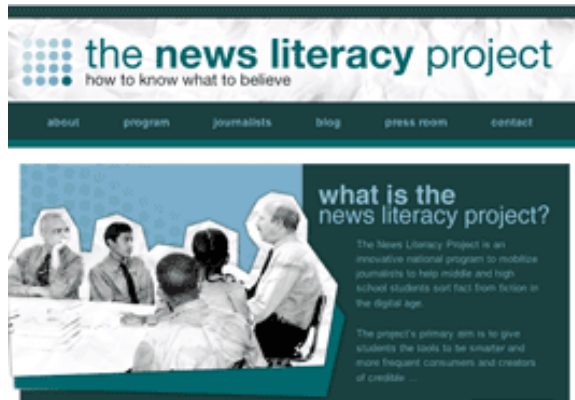 the news literacy project
how to know what to believe
about program journalists blog press room contact
what is the
news literacy project?
The News Literacy Project is an
innovative national program to mobilize
journalists to help middle and high
school students sort fact from fiction in
the digital age.
The project's primary aim is to give
students the tools to be smarter and
more frequent consumers and creators
of credible ...